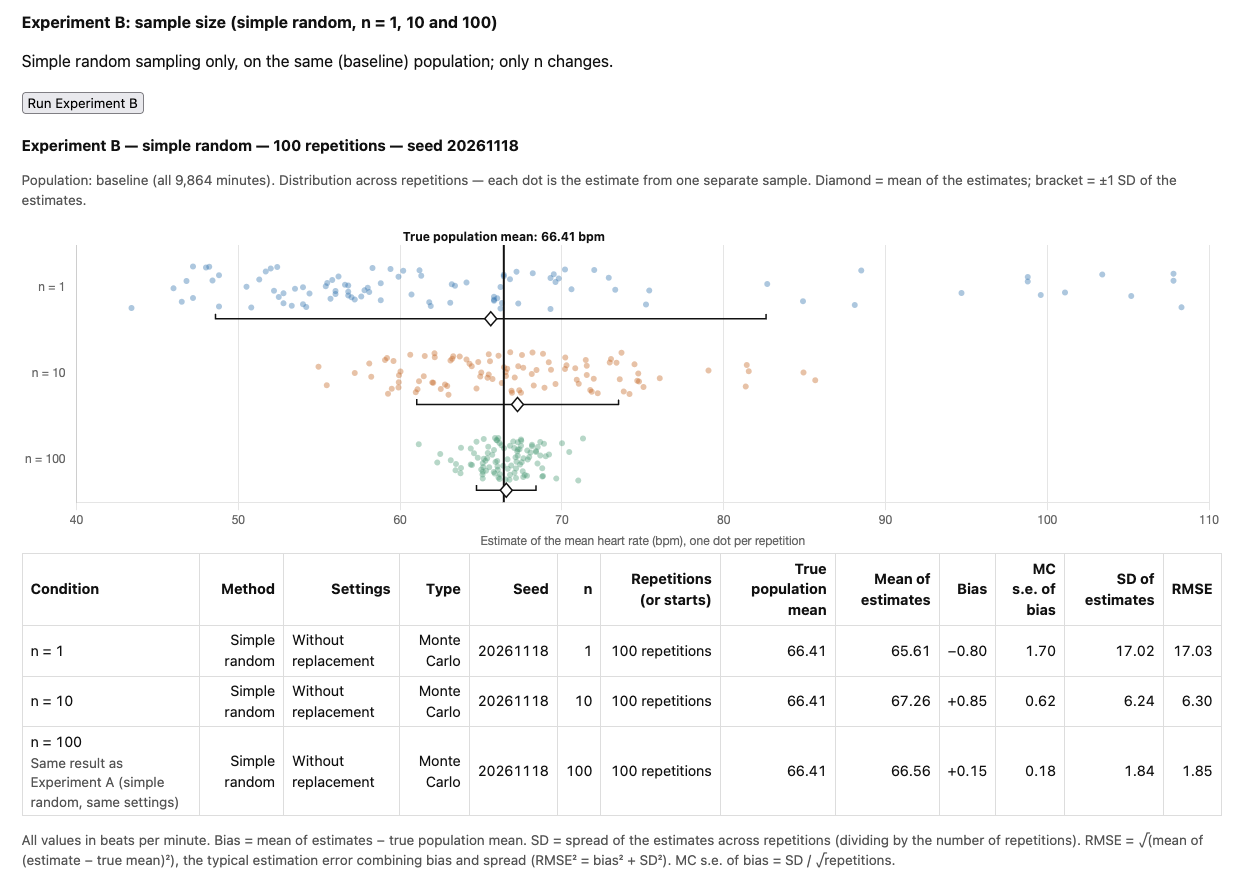 Experiment B: sample size (simple random, n = 1, 10 and 100)
Simple random sampling only, on the same (baseline) population; only n changes.
Run Experiment B
Experiment B — simple random — 100 repetitions — seed 20261118
Population: baseline (all 9,864 minutes). Distribution across repetitions — each dot is the estimate from one separate sample. Diamond = mean of the estimates; bracket = ±1 SD of the
estimates.
True population mean: 66.41 bpm
n = 1
n = 10
n = 100
40 50 60 70 80 90 100 110
Estimate of the mean heart rate (bpm), one dot per repetition
Condition Method Settings Type Seed n Repetitions (or starts) True population mean Mean of estimates Bias MC s.e. of bias SD of estimates RMSE
n = 1 Simple random Without replacement Monte Carlo 20261118 1 100 repetitions 66.41 65.61 −0.80 1.70 17.02 17.03
n = 10 Simple random Without replacement Monte Carlo 20261118 10 100 repetitions 66.41 67.26 +0.85 0.62 6.24 6.30
n = 100
Same result as
Experiment A (simple
random, same settings)
Simple random Without replacement Monte Carlo 20261118 100 100 repetitions 66.41 66.56 +0.15 0.18 1.84 1.85
All values in beats per minute. Bias = mean of estimates − true population mean. SD = spread of the estimates across repetitions (dividing by the number of repetitions). RMSE = √(mean of
(estimate − true mean)²), the typical estimation error combining bias and spread (RMSE² = bias² + SD²). MC s.e. of bias = SD / √repetitions.